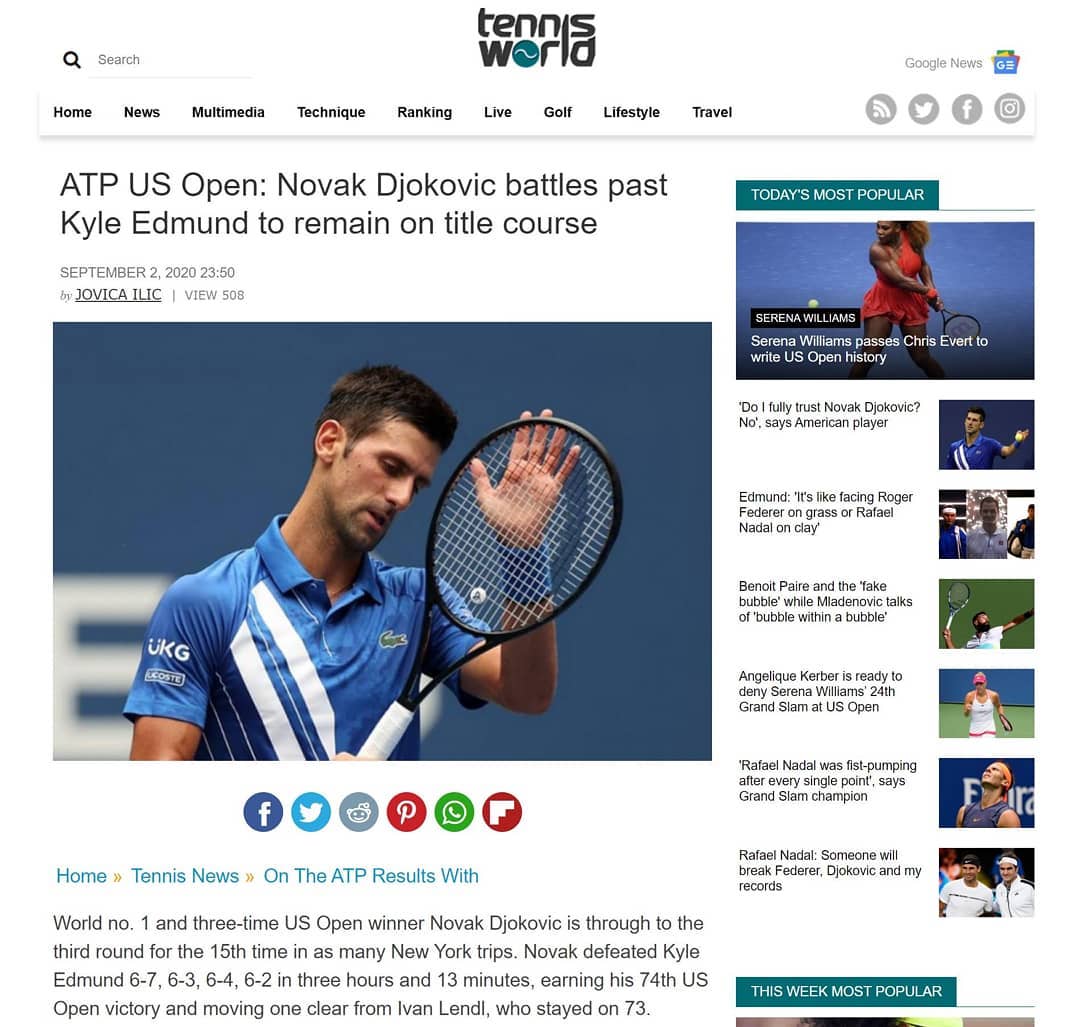 tennis
world
Search
Google News
GE
Home News Multimedia Technique Ranking Live Golf Lifestyle Travel
ATP US Open: Novak Djokovic battles past
Kyle Edmund to remain on title course
SEPTEMBER 2, 2020 23:50
by JOVICA ILIC | VIEW 508
UKG
LACOSTE
Home » Tennis News » On The ATP Results With
World no. 1 and three-time US Open winner Novak Djokovic is through to the
third round for the 15th time in as many New York trips. Novak defeated Kyle
Edmund 6-7, 6-3, 6-4, 6-2 in three hours and 13 minutes, earning his 74th US
Open victory and moving one clear from Ivan Lendl, who stayed on 73.
TODAY'S MOST POPULAR
SERENA WILLIAMS
Serena Williams passes Chris Evert to
write US Open history
'Do I fully trust Novak Djokovic?
No', says American player
Edmund: 'It's like facing Roger
Federer on grass or Rafael
Nadal on clay'
Benoit Paire and the 'fake
bubble' while Mladenovic talks
of 'bubble within a bubble'
Angelique Kerber is ready to
deny Serena Williams' 24th
Grand Slam at US Open
'Rafael Nadal was fist-pumping
after every single point', says
Grand Slam champion
Rafael Nadal: Someone will
break Federer, Djokovic and my
records
THIS WEEK MOST POPULAR